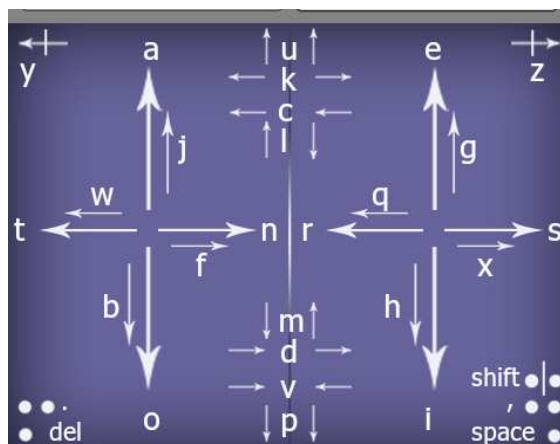 a u e
y k z
c
j l g
w q
t n r s
f x
b h
m
d
v shift
. ,
del o p i space